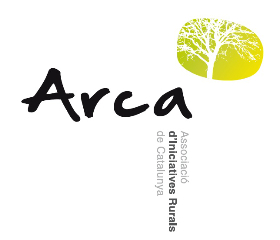 Arca
Associació
d'Iniciatives Rurals
de Catalunya